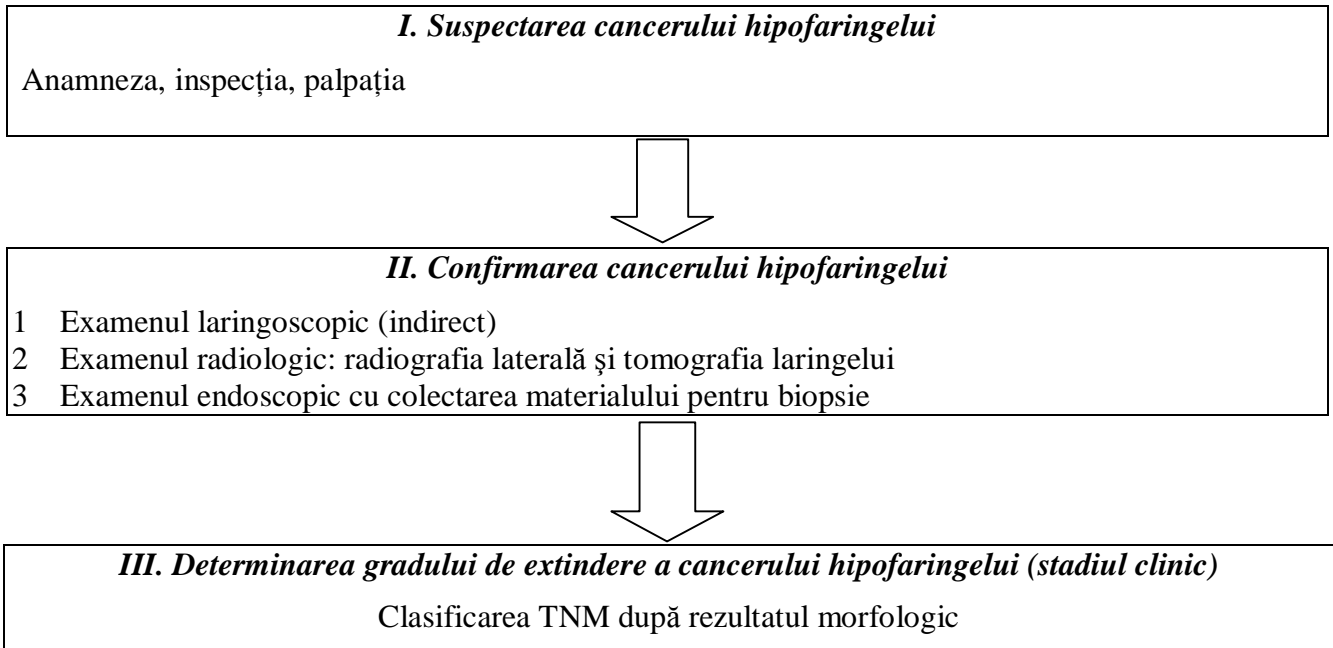 I. Suspectarea cancerului hipofaringelui
Anamneza, inspecția, palpația
II. Confirmarea cancerului hipofaringelui
1 Examenul laringoscopic (indirect)
2 Examenul radiologic: radiografia laterală şi tomografia laringelui
3 Examenul endoscopic cu colectarea materialului pentru biopsie
III. Determinarea gradului de extindere a cancerului hipofaringelui (stadiul clinic)
Clasificarea TNM după rezultatul morfologic